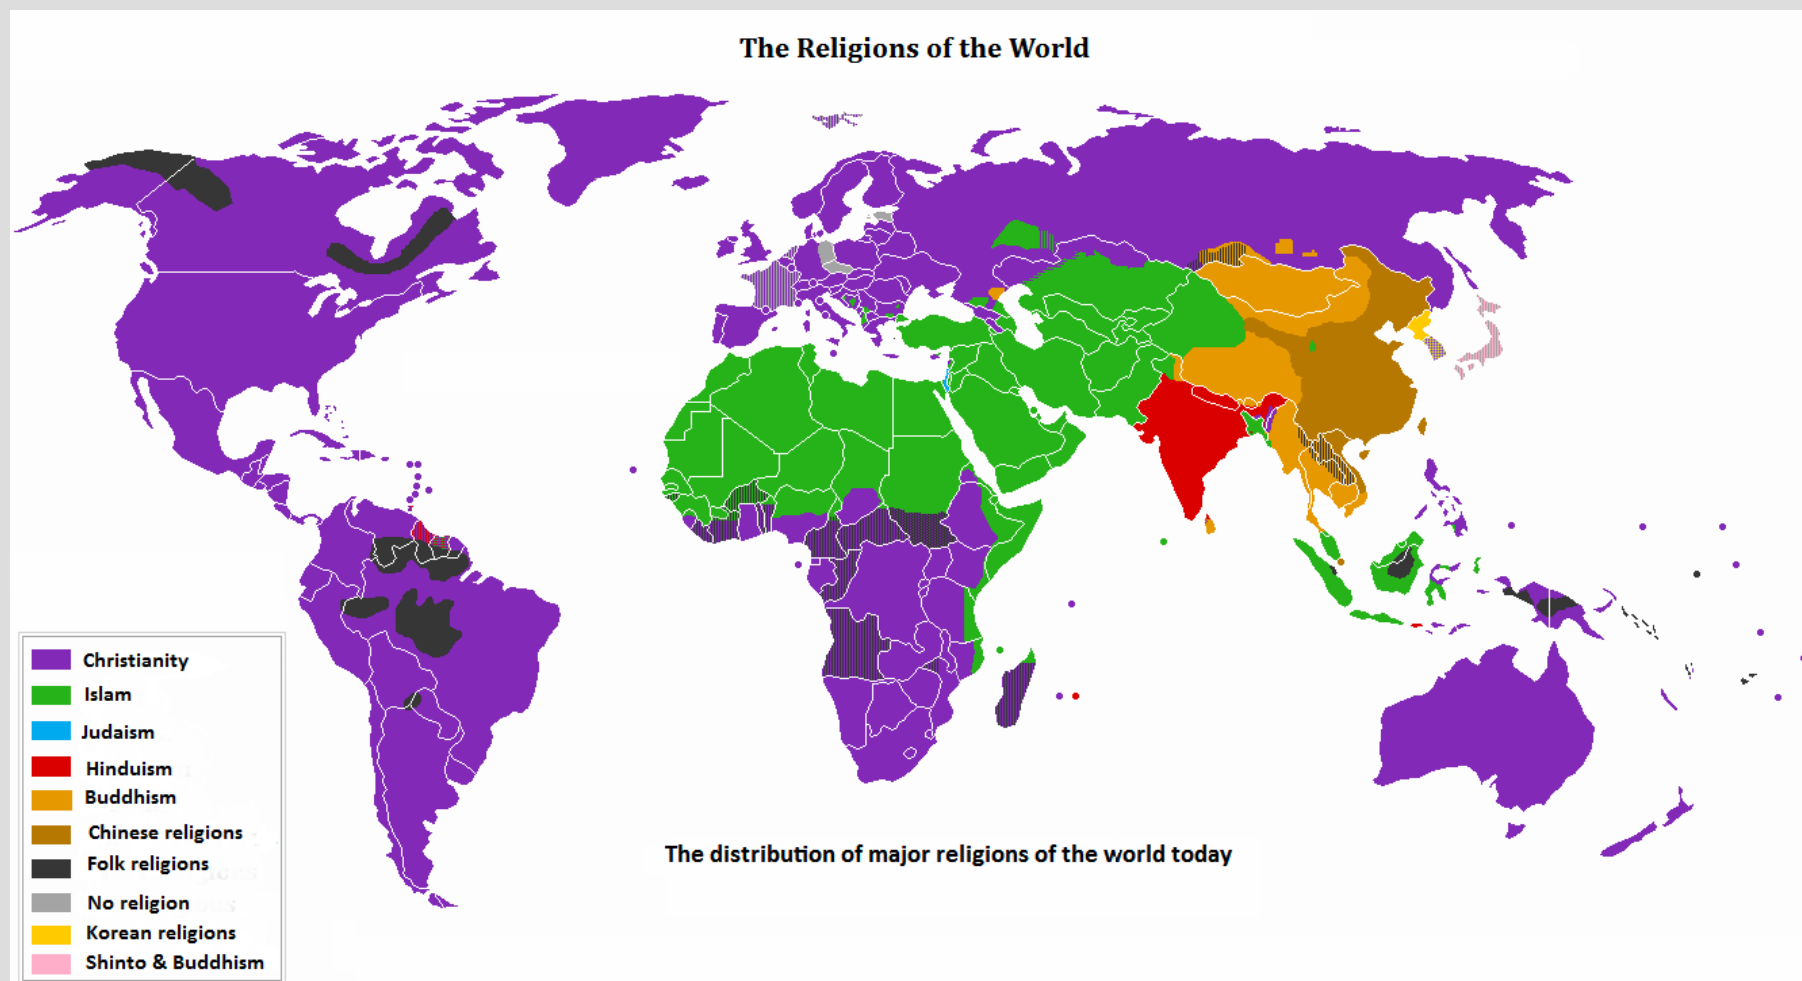 The Religions of the World
Christianity
Islam
Judaism
Hinduism
Buddhism
Chinese religions
Folk religions
No religion
Korean religions
Shinto & Buddhism
The distribution of major religions of the world today